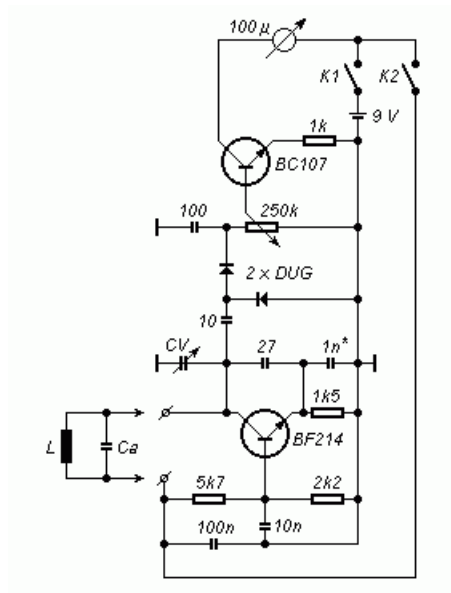 100 µ
K1 K2
9 V
1k
BC107
100 250k
2 x DUG
10
CV 27 1n*
1k5
L Ca BF214
5k7 2k2
100n 10n